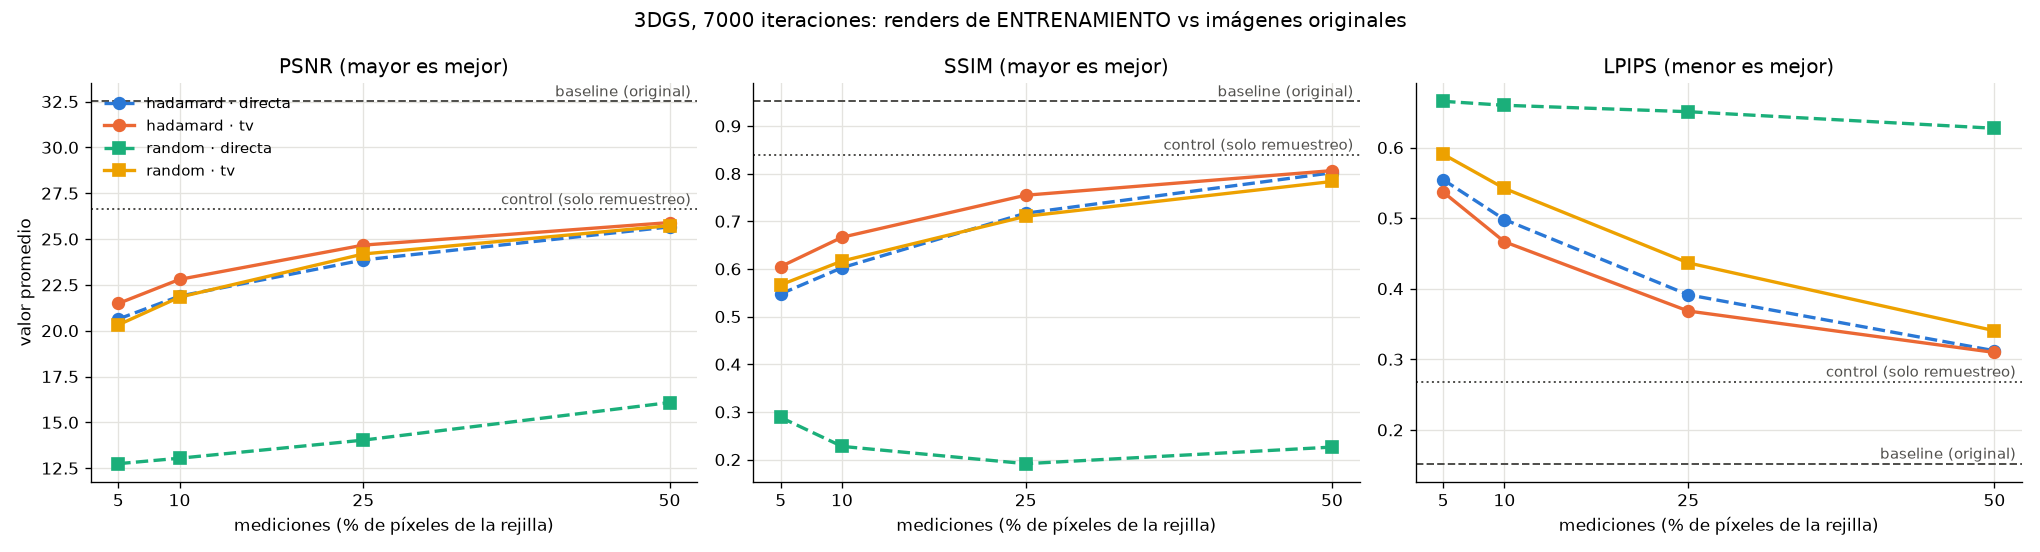 3DGS, 7000 iteraciones: renders de ENTRENAMIENTO vs imágenes originales
PSNR (mayor es mejor)
valor promedio
32.5
30.0
27.5
25.0
22.5
20.0
17.5
15.0
12.5
baseline (original)
hadamard · directa
hadamard · tv
random · directa
random · tv
control (solo remuestreo)
5
10
25
50
mediciones (% de píxeles de la rejilla)
SSIM (mayor es mejor)
0.9
0.8
0.7
0.6
0.5
0.4
0.3
0.2
baseline (original)
control (solo remuestreo)
5
10
25
50
mediciones (% de píxeles de la rejilla)
LPIPS (menor es mejor)
0.6
0.5
0.4
0.3
0.2
control (solo remuestreo)
baseline (original)
5
10
25
50
mediciones (% de píxeles de la rejilla)